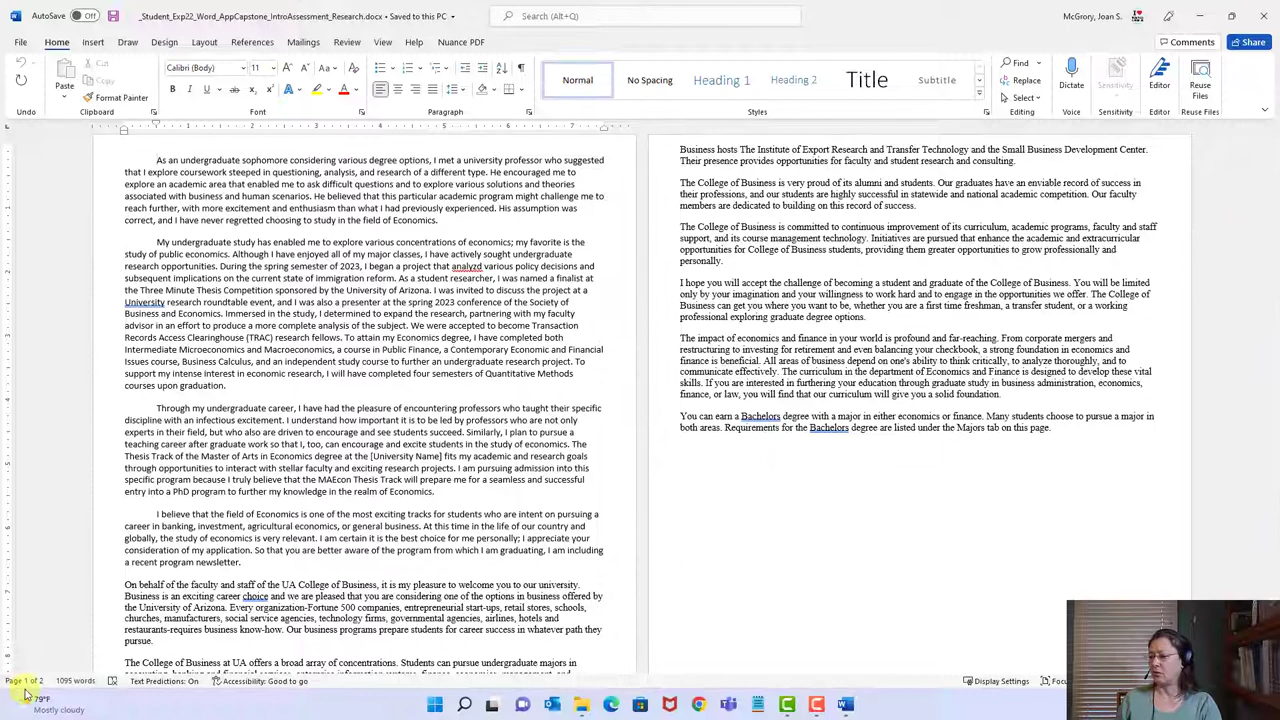 AutoSave Off
_Student_Exp22_Word_AppCapstone_IntroAssessment_Research.docx • Saved to this PC
Search (Alt+Q)
McGrory, Joan S.
File Home Insert Draw Design Layout References Mailings Review View Help Nuance PDF
Comments Share
Paste
Cut
Copy
Format Painter
Calibri (Body) 11
Normal No Spacing Heading 1 Heading 2 Title Subtitle
Find
Replace
Select
Dictate Sensitivity Editor Reuse Files
Undo Clipboard Font Paragraph Styles Editing Voice Sensitivity Editor Reuse Files
As an undergraduate sophomore considering various degree options, I met a university professor who suggested
that I explore coursework steeped in questioning, analysis, and research of a different type. He encouraged me to
explore an academic area that enabled me to ask difficult questions and to explore various solutions and theories
associated with business and human scenarios. He believed that this particular academic program might challenge me to
reach further, with more excitement and enthusiasm than what I had previously experienced. His assumption was
correct, and I have never regretted choosing to study in the field of Economics.
My undergraduate study has enabled me to explore various concentrations of economics; my favorite is the
study of public economics. Although I have enjoyed all of my major classes, I have actively sought undergraduate
research opportunities. During the spring semester of 2023, I began a project that analyzd various policy decisions and
subsequent implications on the current state of immigration reform. As a student researcher, I was named a finalist at
the Three Minute Thesis Competition sponsored by the University of Arizona. I was invited to discuss the project at a
University research roundtable event, and I was also a presenter at the spring 2023 conference of the Society of
Business and Economics. Immersed in the study, I determined to expand the research, partnering with my faculty
advisor in an effort to produce a more complete analysis of the subject. We were accepted to become Transaction
Records Access Clearinghouse (TRAC) research fellows. To attain my Economics degree, I have completed both
Intermediate Microeconomics and Macroeconomics, a course in Public Finance, a Contemporary Economic and Financial
Issues course, Business Calculus, and an independent study course to further an undergraduate research project. To
support my intense interest in economic research, I will have completed four semesters of Quantitative Methods
courses upon graduation.
Through my undergraduate career, I have had the pleasure of encountering professors who taught their specific
discipline with an infectious excitement. I understand how important it is to be led by professors who are not only
experts in their field, but who also are driven to encourage and see students succeed. Similarly, I plan to pursue a
teaching career after graduate work so that I, too, can encourage and excite students in the study of economics. The
Thesis Track of the Master of Arts in Economics degree at the [University Name] fits my academic and research goals
through opportunities to interact with stellar faculty and exciting research projects. I am pursuing admission into this
specific program because I truly believe that the MAEcon Thesis Track will prepare me for a seamless and successful
entry into a PhD program to further my knowledge in the realm of Economics.
I believe that the field of Economics is one of the most exciting tracks for students who are intent on pursuing a
career in banking, investment, agricultural economics, or general business. At this time in the life of our country and
globally, the study of economics is very relevant. I am certain it is the best choice for me personally; I appreciate your
consideration of my application. So that you are better aware of the program from which I am graduating, I am including
a recent program newsletter.
On behalf of the faculty and staff of the UA College of Business, it is my pleasure to welcome you to our university.
Business is an exciting career choice and we are pleased that you are considering one of the options in business offered by
the University of Arizona. Every organization-Fortune 500 companies, entrepreneurial start-ups, retail stores, schools,
churches, manufacturers, social service agencies, technology firms, governmental agencies, airlines, hotels and
restaurants-requires business know-how. Our business programs prepare students for career success in whatever path they
pursue.
The College of Business at UA offers a broad array of concentrations. Students can pursue undergraduate majors in
Business hosts The Institute of Export Research and Transfer Technology and the Small Business Development Center.
Their presence provides opportunities for faculty and student research and consulting.
The College of Business is very proud of its alumni and students. Our graduates have an enviable record of success in
their professions, and our students are highly successful in statewide and national academic competition. Our faculty
members are dedicated to building on this record of success.
The College of Business is committed to continuous improvement of its curriculum, academic programs, faculty and staff
support, and its course management technology. Initiatives are pursued that enhance the academic and extracurricular
opportunities for College of Business students, providing them greater opportunities to grow professionally and
personally.
I hope you will accept the challenge of becoming a student and graduate of the College of Business. You will be limited
only by your imagination and your willingness to work hard and to engage in the opportunities we offer. The College of
Business can get you where you want to be, whether you are a first time freshman, a transfer student, or a working
professional exploring graduate degree options.
The impact of economics and finance in your world is profound and far-reaching. From corporate mergers and
restructuring to investing for retirement and even balancing your checkbook, a strong foundation in economics and
finance is beneficial. All areas of business depend on one's ability to think critically, to analyze thoroughly, and to
communicate effectively. The curriculum in the department of Economics and Finance is designed to develop these vital
skills. If you are interested in furthering your education through graduate study in business administration, economics,
finance, or law, you will find that our curriculum will give you a solid foundation.
You can earn a Bachelors degree with a major in either economics or finance. Many students choose to pursue a major in
both areas. Requirements for the Bachelors degree are listed under the Majors tab on this page.
Page 1 of 2 1095 words Text Predictions: On Accessibility: Good to go Display Settings
79°F
Mostly cloudy